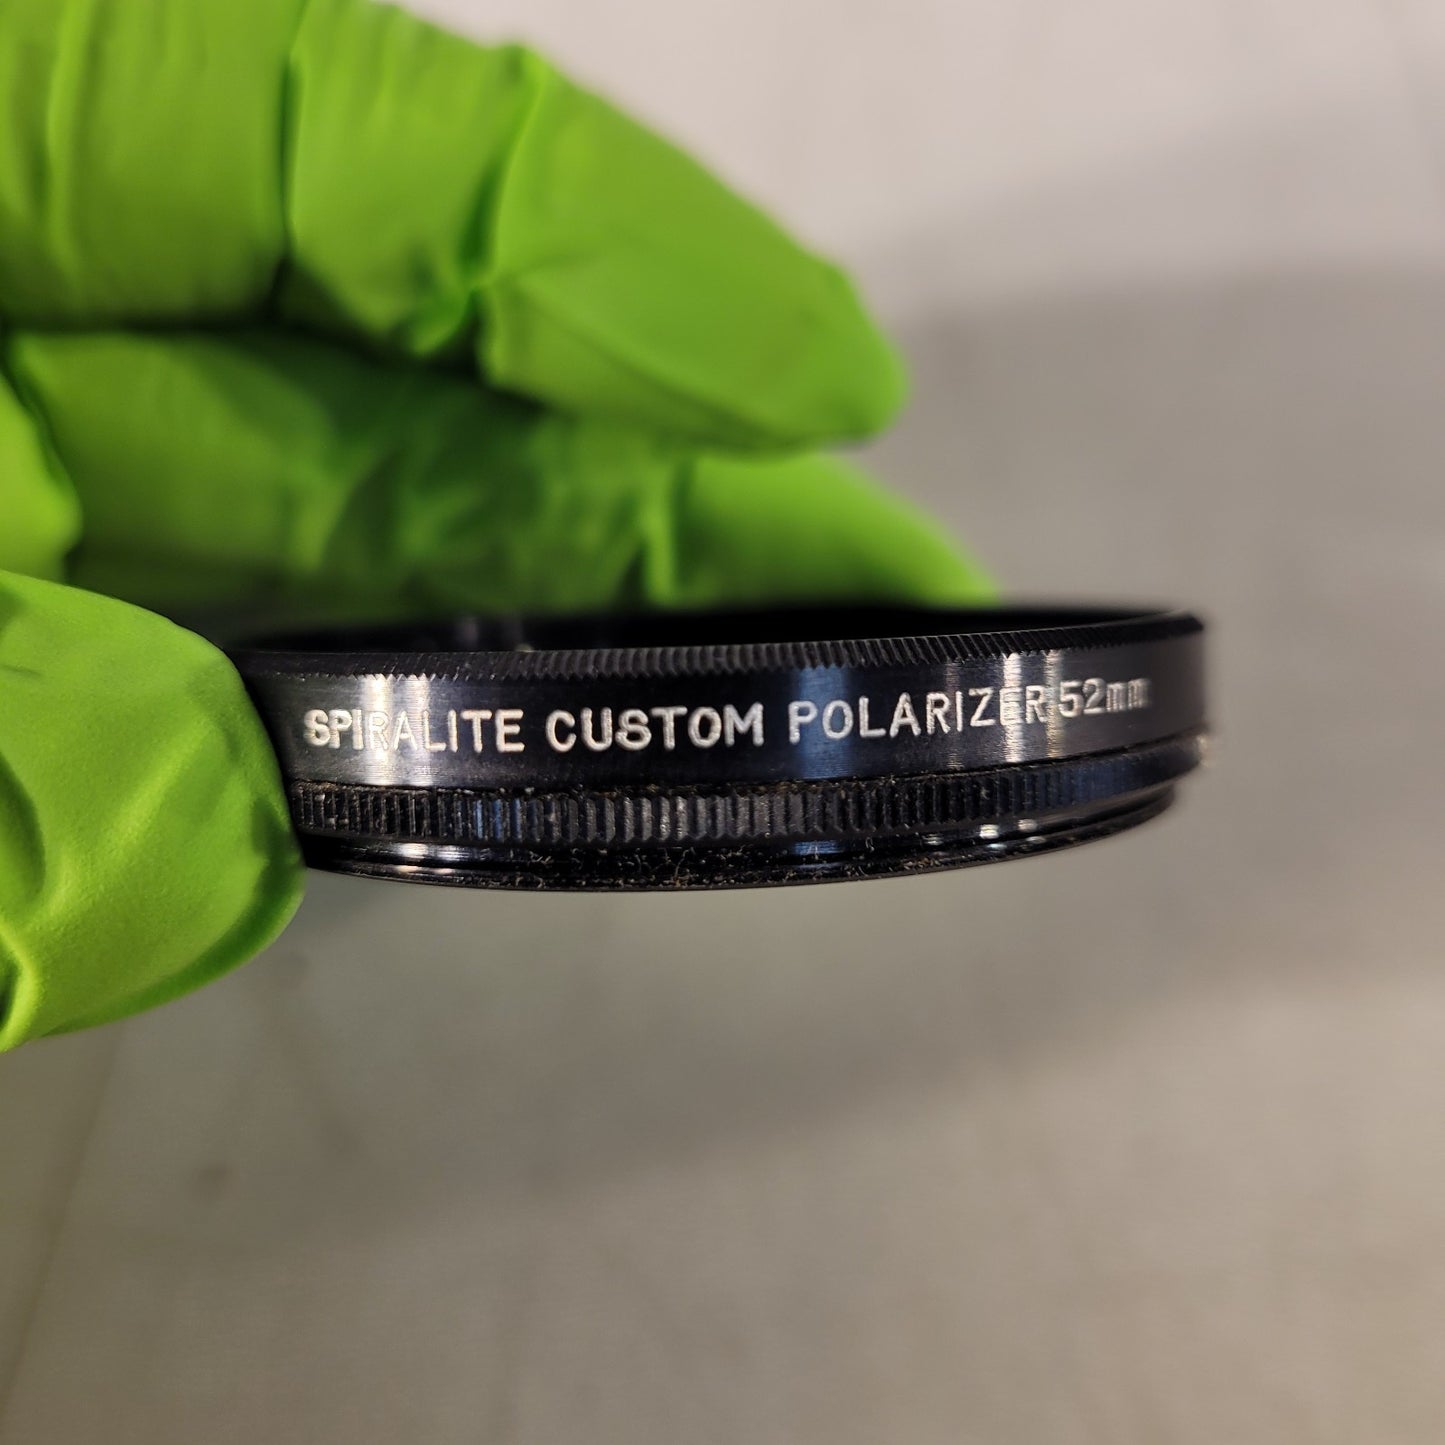 SPIRALITE CUSTOM POLARIZER 52mm